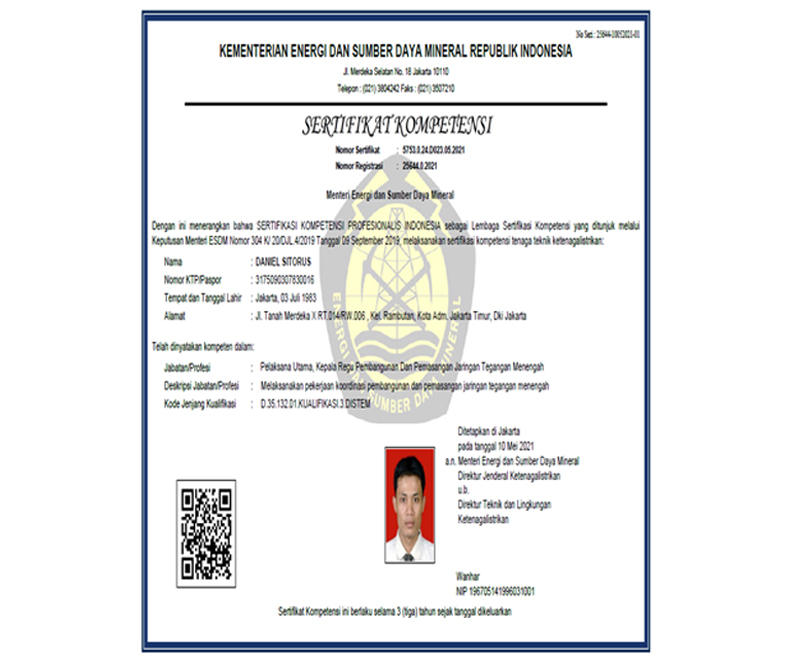 No Seri : 25644-10052021-01
KEMENTERIAN ENERGI DAN SUMBER DAYA MINERAL REPUBLIK INDONESIA
Jl. Merdeka Selatan No. 18 Jakarta 10110
Telepon : (021) 3804242 Faks : (021) 3507210
SERTIFIKAT KOMPETENSI
Nomor Sertifikat : 5753.0.24.D023.05.2021
Nomor Registrasi : 25644.0.2021
Menteri Energi dan Sumber Daya Mineral
Dengan ini menerangkan bahwa SERTIFIKASI KOMPETENSI PROFESIONALIS INDONESIA sebagai Lembaga Sertifikasi Kompetensi yang ditunjuk melalui
Keputusan Menteri ESDM Nomor 304 K/ 20/DJL.4/2019 Tanggal 09 September 2019, melaksanakan sertifikasi kompetensi tenaga teknik ketenagalistrikan:
Nama : DANIEL SITORUS
Nomor KTP/Paspor : 3175090307830016
Tempat dan Tanggal Lahir : Jakarta, 03 Juli 1983
Alamat : Jl. Tanah Merdeka X RT.014/RW.006 , Kel. Rambutan, Kota Adm. Jakarta Timur, Dki Jakarta
Telah dinyatakan kompeten dalam:
Jabatan/Profesi : Pelaksana Utama, Kepala Regu Pembangunan Dan Pemasangan Jaringan Tegangan Menengah
Deskripsi Jabatan/Profesi : Melaksanakan pekerjaan koordinasi pembangunan dan pemasangan jaringan tegangan menengah
Kode Jenjang Kualifikasi : D.35.132.01.KUALIFIKASI.3.DISTEM
ENERGI DAN SUMBER DAYA MINERAL
Ditetapkan di Jakarta
pada tanggal 10 Mei 2021
a.n. Menteri Energi dan Sumber Daya Mineral
Direktur Jenderal Ketenagalistrikan
u.b.
Direktur Teknik dan Lingkungan
Ketenagalistrikan
Wanhar
NIP 196705141996031001
Sertifikat Kompetensi ini berlaku selama 3 (tiga) tahun sejak tanggal dikeluarkan